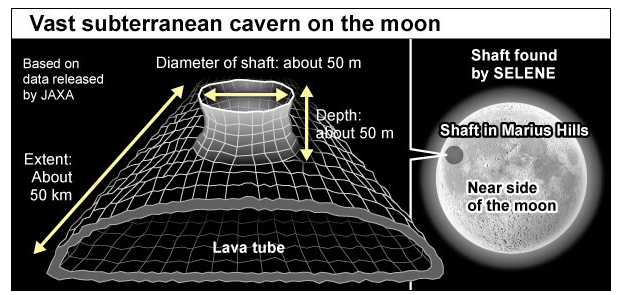 Vast subterranean cavern on the moon
Based on
data released
by JAXA
Diameter of shaft: about 50 m
Depth:
about 50 m
Extent:
About
50 km
Lava tube
Shaft found
by SELENE
Shaft in Marius Hills
Near side
of the moon